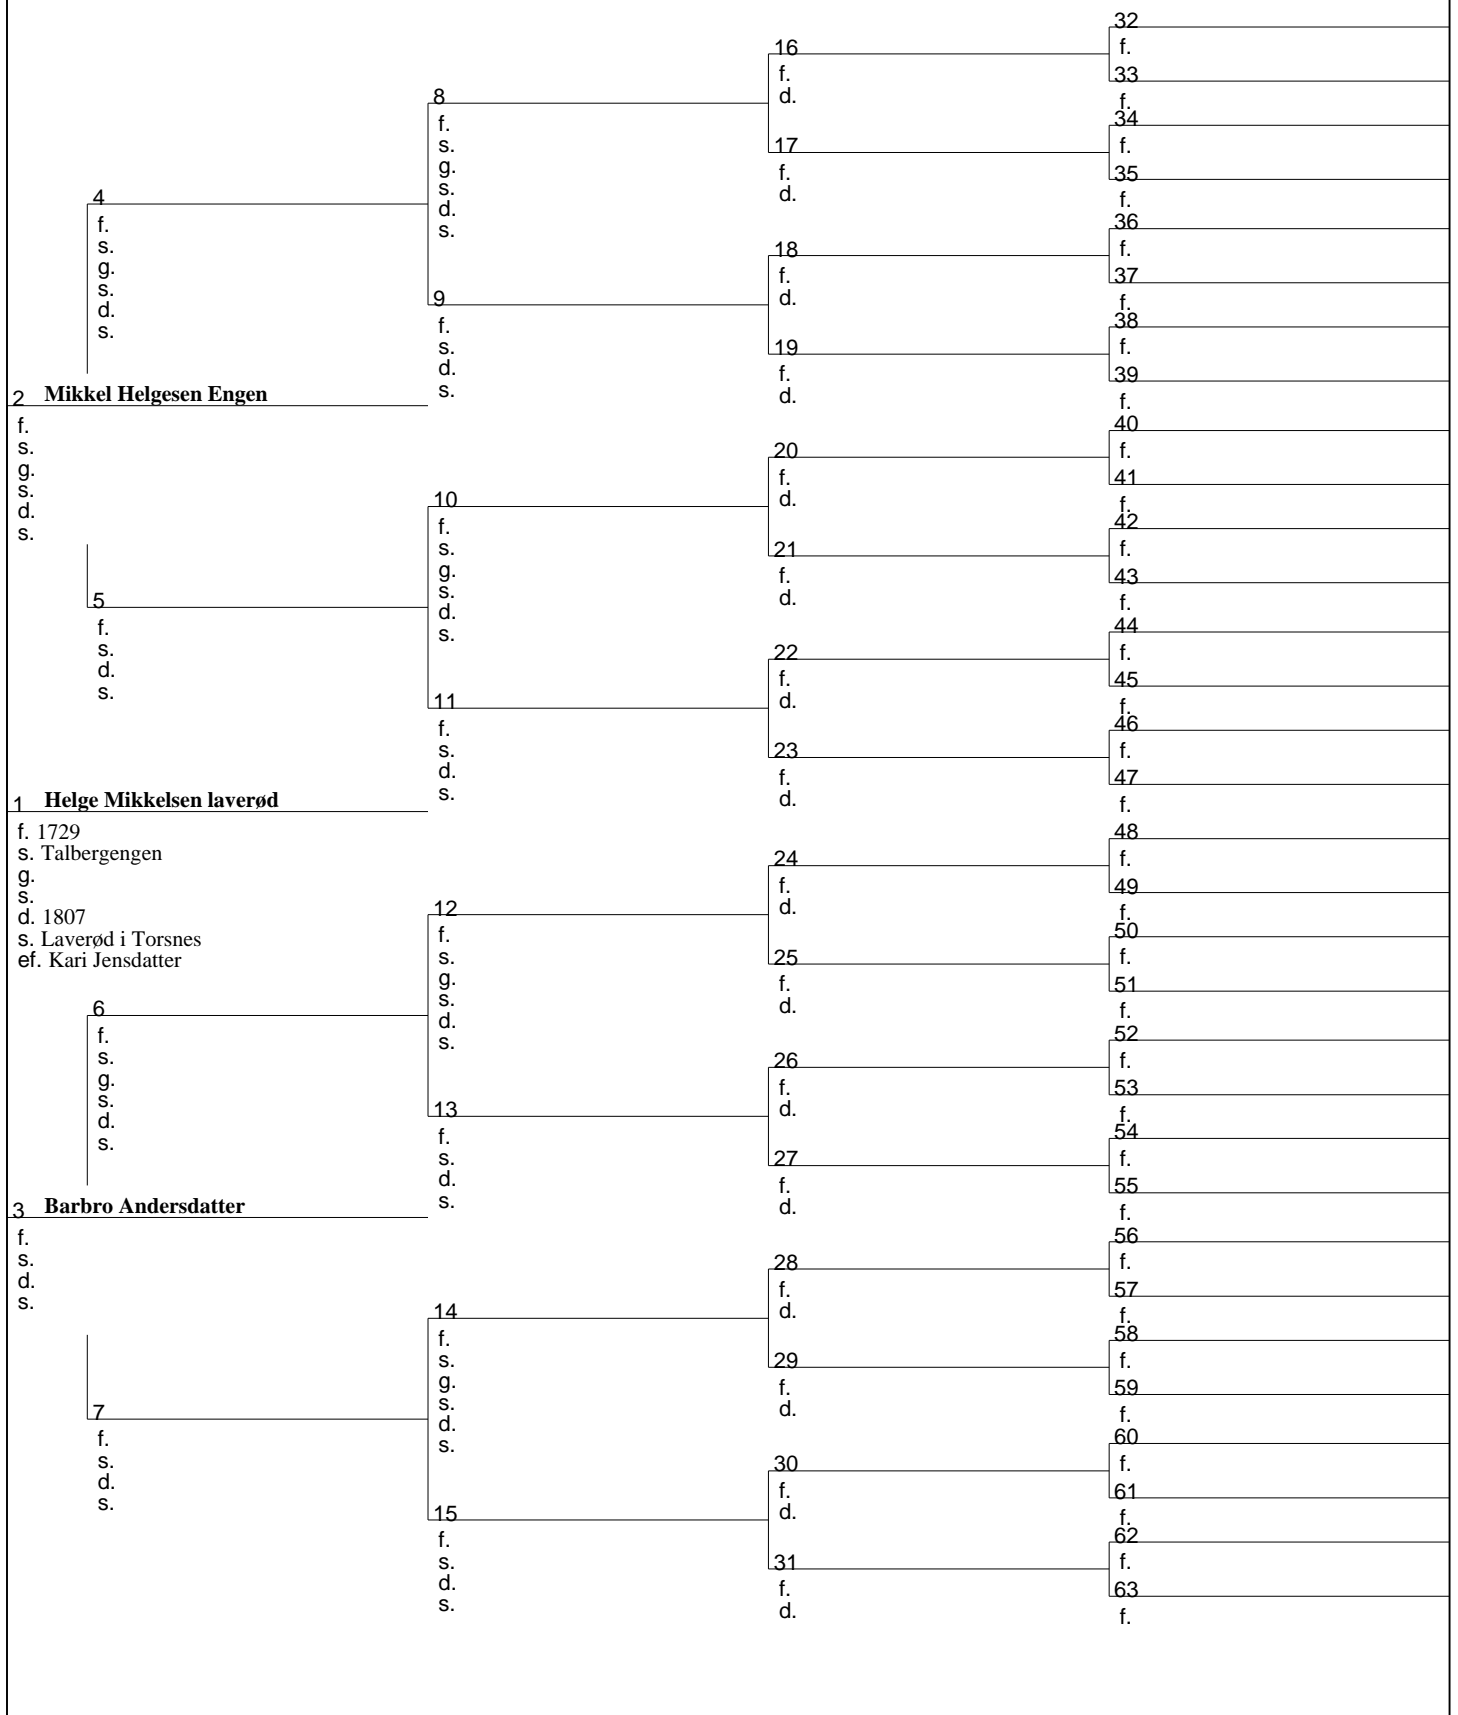 4
f.
s.
g.
s.
d.
s.
2 Mikkel Helgesen Engen
f.
s.
g.
s.
d.
s.
5
f.
s.
d.
s.
1 Helge Mikkelsen laverød
f. 1729
s. Talbergengen
g.
s.
d. 1807
s. Laverød i Torsnes
ef. Kari Jensdatter
6
f.
s.
g.
s.
d.
s.
3 Barbro Andersdatter
f.
s.
d.
s.
7
f.
s.
d.
s.
8
f.
s.
g.
s.
d.
s.
9
f.
s.
d.
s.
10
f.
s.
g.
s.
d.
s.
11
f.
s.
d.
s.
12
f.
s.
g.
s.
d.
s.
13
f.
s.
d.
s.
14
f.
s.
g.
s.
d.
s.
15
f.
s.
d.
s.
16
f.
d.
17
f.
d.
18
f.
d.
19
f.
d.
20
f.
d.
21
f.
d.
22
f.
d.
23
f.
d.
24
f.
d.
25
f.
d.
26
f.
d.
27
f.
d.
28
f.
d.
29
f.
d.
30
f.
d.
31
f.
d.
32
f.
33
f.
34
f.
35
f.
36
f.
37
f.
38
f.
39
f.
40
f.
41
f.
42
f.
43
f.
44
f.
45
f.
46
f.
47
f.
48
f.
49
f.
50
f.
51
f.
52
f.
53
f.
54
f.
55
f.
56
f.
57
f.
58
f.
59
f.
60
f.
61
f.
62
f.
63
f.